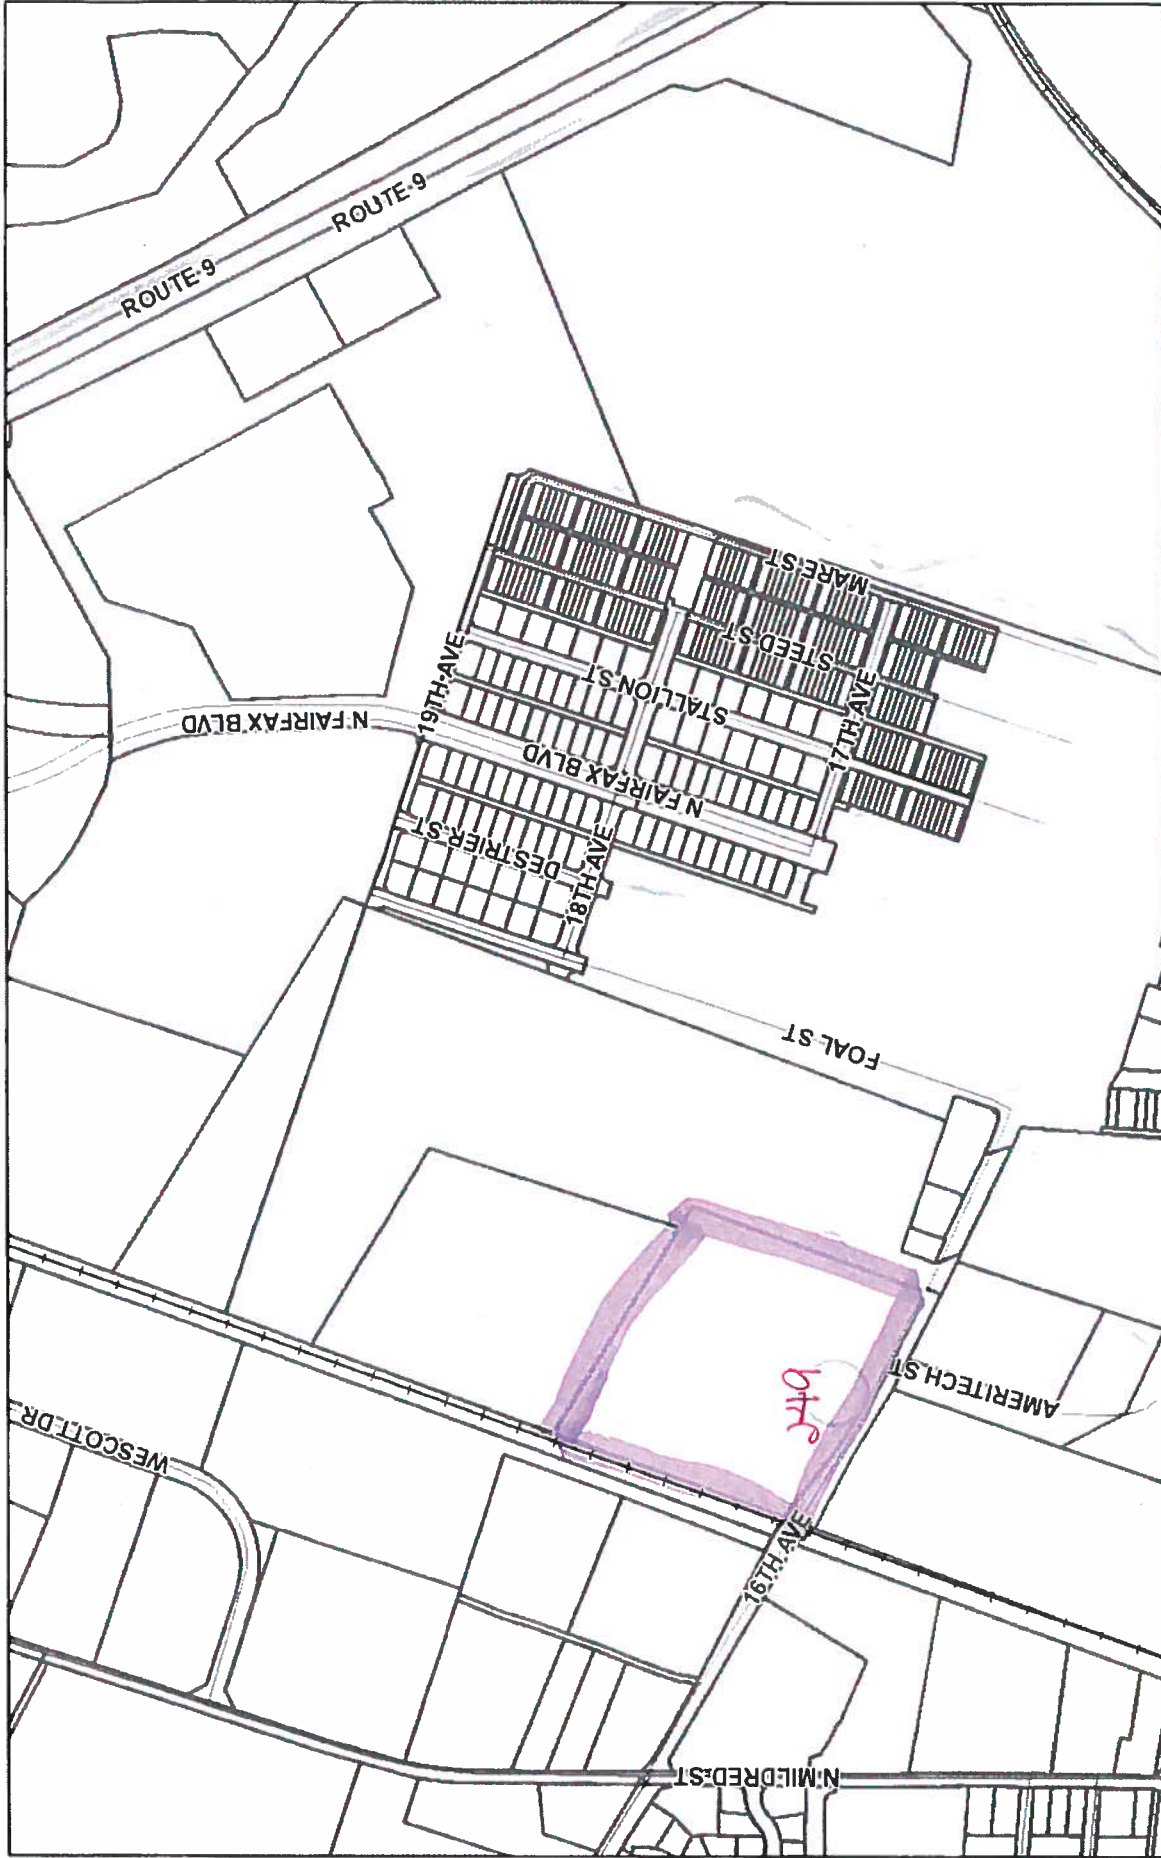 ROUTE 9
ROUTE 9
MARE ST
STEED ST
STALLION ST
19TH AVE
17TH AVE
N FAIRFAX BLVD
N FAIRFAX BLVD
DESTRIER ST
18TH AVE
FOAL ST
AMERITECH ST
WESCOTT DR
16TH AVE
N MILDRED ST